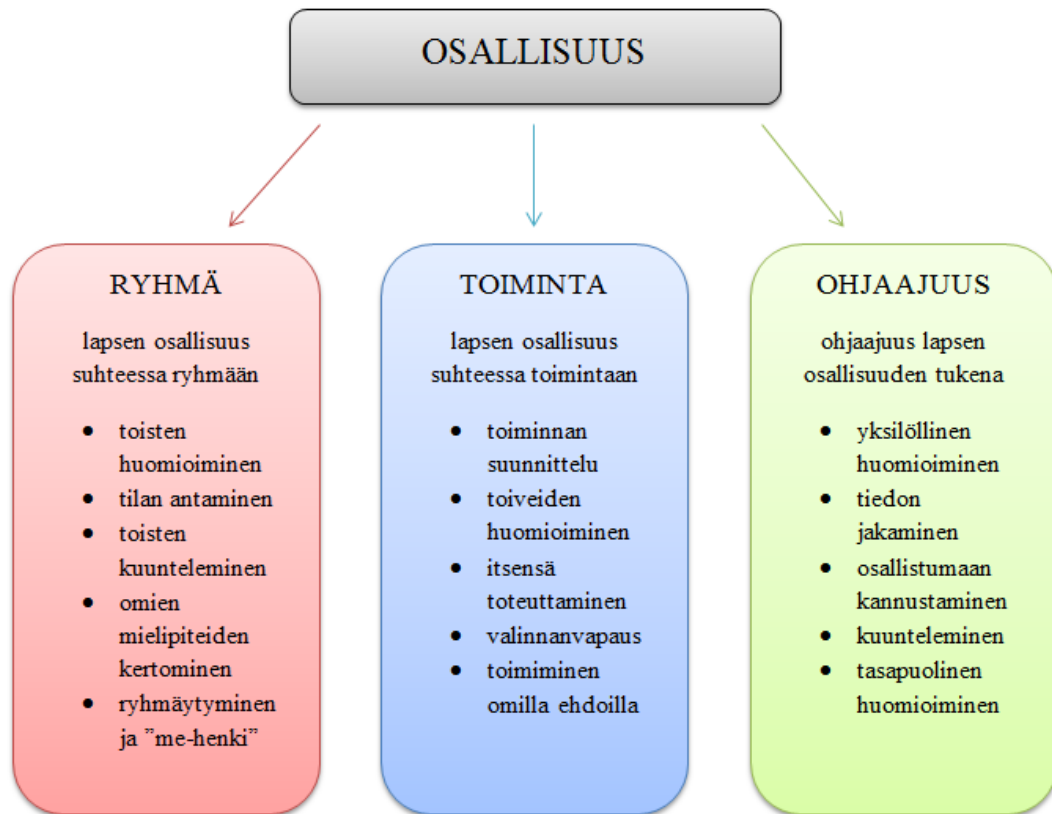 OSALLISUUS
RYHMÄ
lapsen osallisuus
suhteessa ryhmään
• toisten
huomioiminen
• tilan antaminen
• toisten
kuunteleminen
• omien
mielipiteiden
kertominen
• ryhmäytyminen
ja ”me-henki”
TOIMINTA
lapsen osallisuus
suhteessa toimintaan
• toiminnan
suunnittelu
• toiveiden
huomioiminen
• itsensä
toteuttaminen
• valinnanvapaus
• toimiminen
omilla ehdoilla
OHJAAJUUS
ohjaajuus lapsen
osallisuuden tukena
• yksilöllinen
huomioiminen
• tiedon
jakaminen
• osallistumaan
kannustaminen
• kuunteleminen
• tasapuolinen
huomioiminen